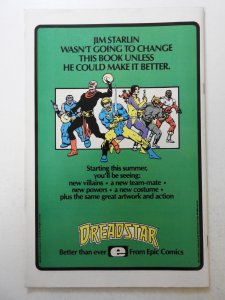 JIM STARLIN
WASN'T GOING TO CHANGE
THIS BOOK UNLESS
HE COULD MAKE IT BETTER.
Starting this summer,
you'll be seeing:
new villains • a new team-mate •
new powers • a new costume •
plus the same great artwork and action
DREADSTAR
Better than ever e From Epic Comics